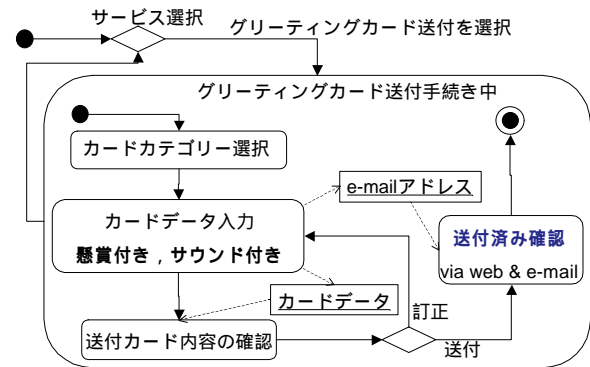 サービス選択
グリーティングカード送付を選択
グリーティングカード送付手続き中
カードカテゴリー選択
e-mailアドレス
カードデータ入力
懸賞付き，サウンド付き
送付済み確認
via web & e-mail
カードデータ
訂正
送付カード内容の確認
送付